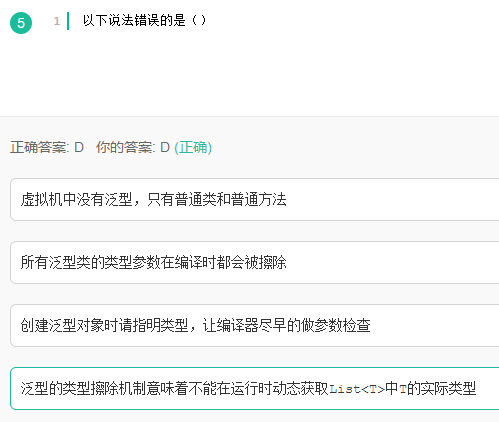 5 1 以下说法错误的是（）
正确答案: D 你的答案: D (正确)
虚拟机中没有泛型，只有普通类和普通方法
所有泛型类的类型参数在编译时都会被擦除
创建泛型对象时请指明类型，让编译器尽早的做参数检查
泛型的类型擦除机制意味着不能在运行时动态获取List<T>中T的实际类型